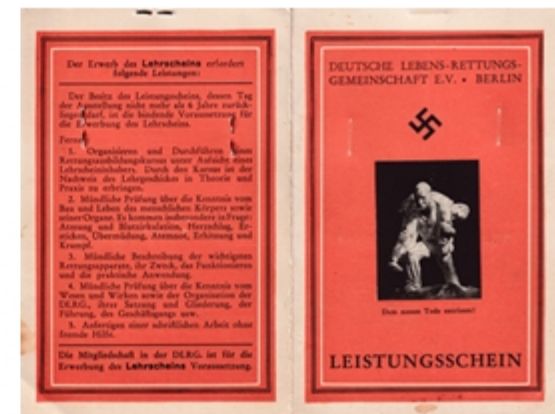 Der Erwerb des Lehrscheins erfordert
folgende Leistungen:
Der Besitz des Leistungsscheins, dessen Tag
der Ausstellung nicht mehr als 6 Jahre zurück-
liegen darf, ist die bindende Voraussetzung für
die Erwerbung des Lehrscheins.
Ferner:
1. Organisieren und Durchführen eines
Rettungsausbildungskursus unter Aufsicht eines
Lehrscheininhabers. Durch den Kursus ist der
Nachweis des Lehrgeschickes in Theorie und
Praxis zu erbringen.
2. Mündliche Prüfung über die Kenntnis vom
Bau und Leben des menschlichen Körpers sowie
seiner Organe. Es kommen insbesondere in Frage:
Atmung und Blutzirkulation, Herzschlag, Er-
sticken, Übermüdung, Atemnot, Erhitzung und
Krampf.
3. Mündliche Beschreibung der wichtigsten
Rettungsapparate, ihr Zweck, das Funktionieren
und die praktische Anwendung.
4. Mündliche Prüfung über die Kenntnis vom
Wesen und Wirken sowie der Organisation der
DLRG., ihrer Satzung und Gliederung, der
Führung, des Geschäftsgangs usw.
5. Anfertigen einer schriftlichen Arbeit ohne
fremde Hilfe.
Die Mitgliedschaft in der DLRG. ist für die
Erwerbung des Lehrscheins Voraussetzung.
DEUTSCHE LEBENS-RETTUNGS-
GEMEINSCHAFT E.V. • BERLIN
Dem nassen Tode entrissen!
LEISTUNGSSCHEIN